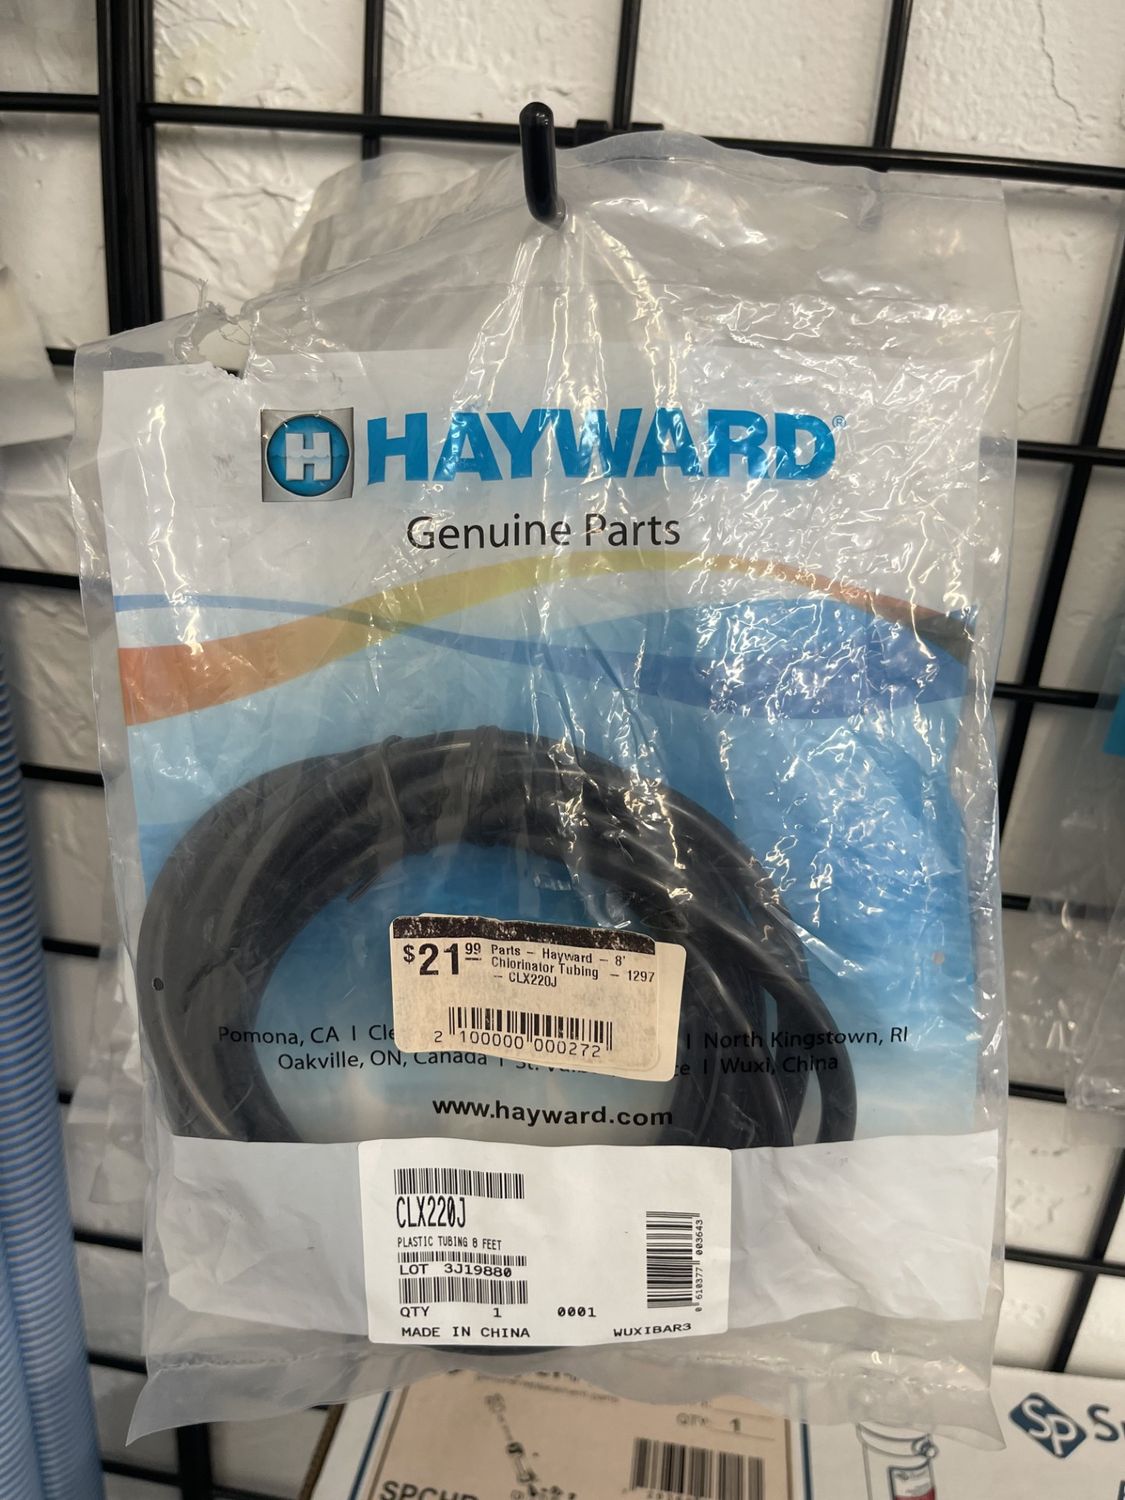 H HAYWARD®
Genuine Parts
$21 99 Parts - Hayward - 8'
Chlorinator Tubing - 1297
- CLX220J
2 100000 000272
Pomona, CA | | North Kingstown, RI
Oakville, ON, Canada | St. | Wuxi, China
www.hayward.com
CLX220J
PLASTIC TUBING 8 FEET
LOT 3J19880
QTY 1 0001
MADE IN CHINA WUXIBAR3
0 610377 003643
QTY. 1
SP